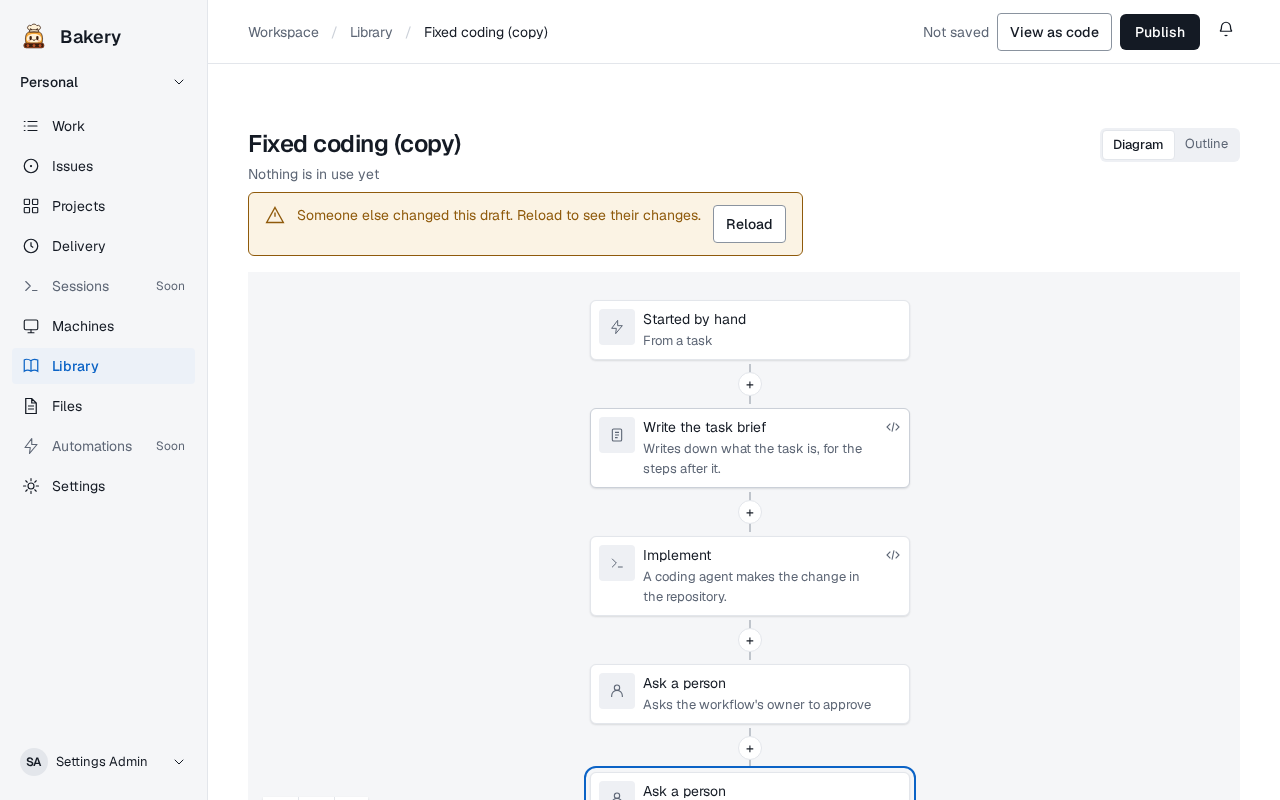 Bakery
Personal
Work
Issues
Projects
Delivery
Sessions Soon
Machines
Library
Files
Automations Soon
Settings
SA Settings Admin
Workspace / Library / Fixed coding (copy)
Not saved View as code Publish
Fixed coding (copy)
Nothing is in use yet
Diagram Outline
Someone else changed this draft. Reload to see their changes. Reload
Started by hand
From a task
+
Write the task brief
Writes down what the task is, for the
steps after it.
+
Implement
A coding agent makes the change in
the repository.
+
Ask a person
Asks the workflow's owner to approve
+
Ask a person